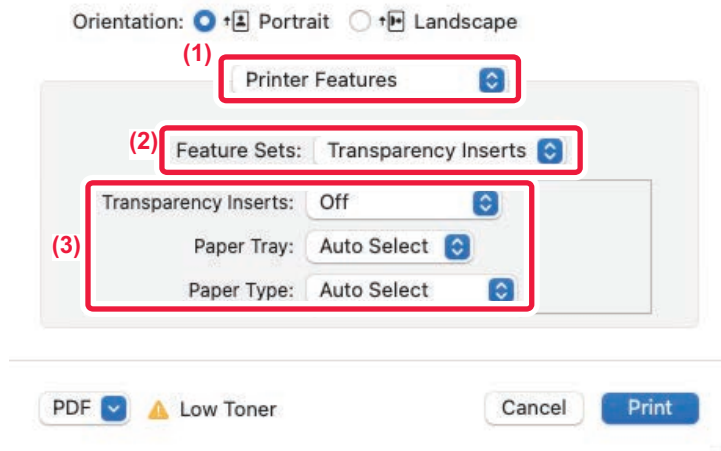 Orientation: Portrait Landscape
(1)
Printer Features
(2) Feature Sets: Transparency Inserts
Transparency Inserts: Off
(3) Paper Tray: Auto Select
Paper Type: Auto Select
PDF Low Toner Cancel Print